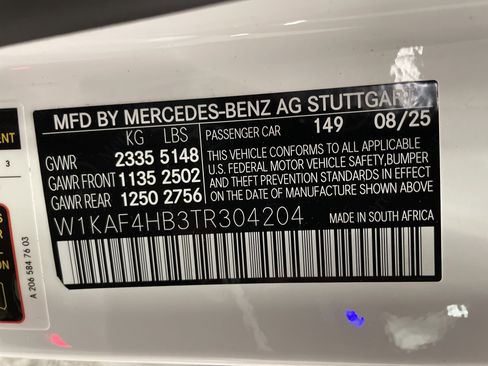 MFD BY MERCEDES-BENZ AG STUTTGART
KG LBS
GVWR 2335 5148
GAWR FRONT 1135 2502
GAWR REAR 1250 2756
PASSENGER CAR 149 08/25
THIS VEHICLE CONFORMS TO ALL APPLICABLE
U.S. FEDERAL MOTOR VEHICLE SAFETY,BUMPER
AND THEFT PREVENTION STANDARDS IN EFFECT
ON THE DATE OF MANUFACTURE SHOWN ABOVE.
W1KAF4HB3TR304204
MADE IN SOUTH AFRICA
3
A 206 584 76 03